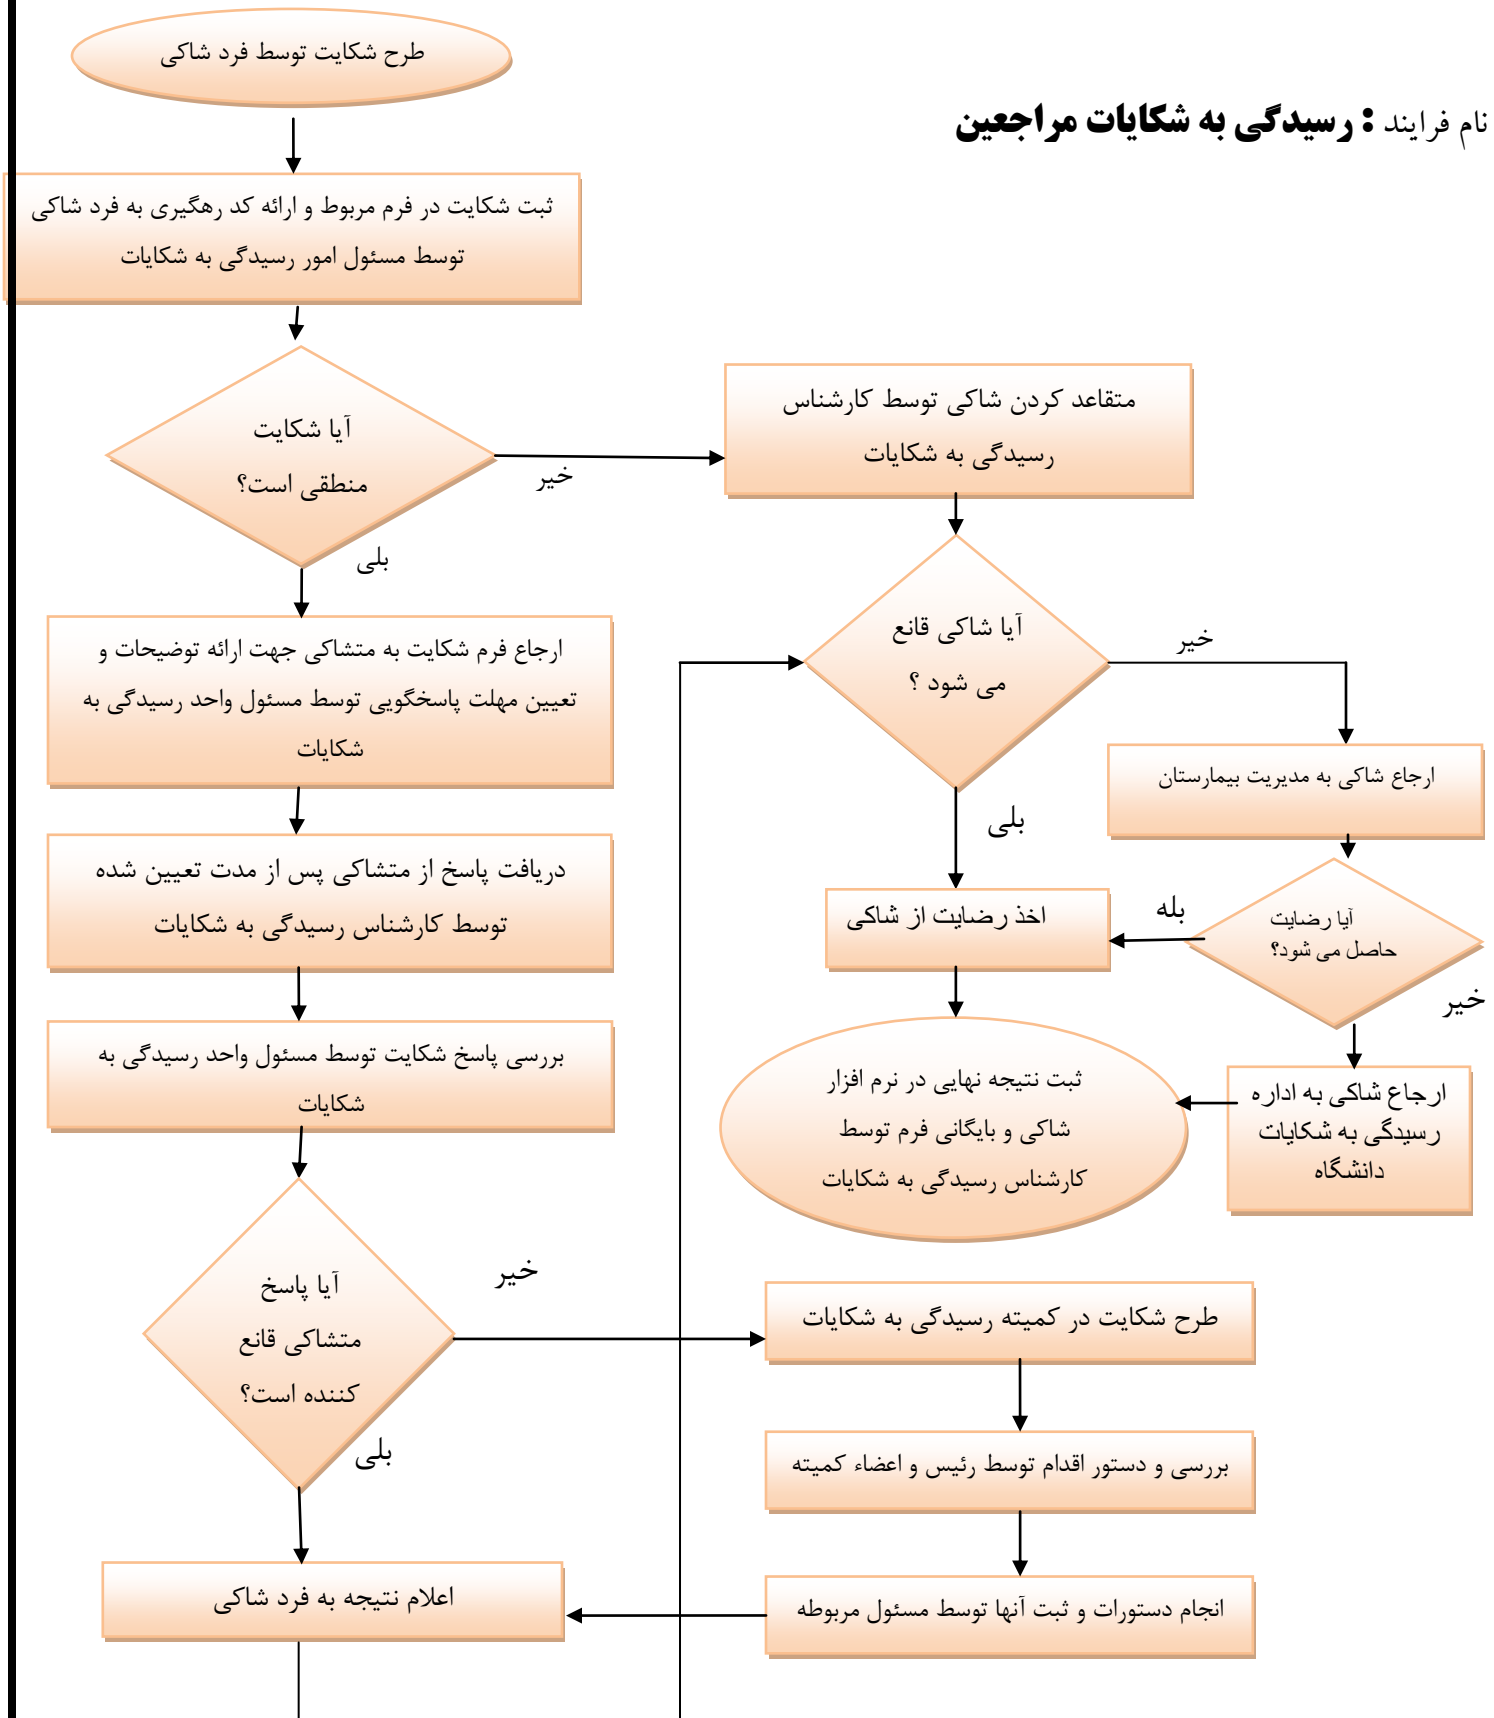 طرح شکایت توسط فرد شاکی
نام فرایند : رسیدگی به شکایات مراجعین
ثبت شکایت در فرم مربوط و ارائه کد رهگیری به فرد شاکی
توسط مسئول امور رسیدگی به شکایات
آیا شکایت
منطقی است؟
خیر
بلی
متقاعد کردن شاکی توسط کارشناس
رسیدگی به شکایات
آیا شاکی قانع
می شود ؟
خیر
بلی
ارجاع فرم شکایت به متشاکی جهت ارائه توضیحات و
تعیین مهلت پاسخگویی توسط مسئول واحد رسیدگی به
شکایات
ارجاع شاکی به مدیریت بیمارستان
دریافت پاسخ از متشاکی پس از مدت تعیین شده
توسط کارشناس رسیدگی به شکایات
آیا رضایت
حاصل می شود؟
بله
خیر
اخذ رضایت از شاکی
بررسی پاسخ شکایت توسط مسئول واحد رسیدگی به
شکایات
ثبت نتیجه نهایی در نرم افزار
شاکی و بایگانی فرم توسط
کارشناس رسیدگی به شکایات
ارجاع شاکی به اداره
رسیدگی به شکایات
دانشگاه
آیا پاسخ
متشاکی قانع
کننده است؟
خیر
بلی
طرح شکایت در کمیته رسیدگی به شکایات
بررسی و دستور اقدام توسط رئیس و اعضاء کمیته
انجام دستورات و ثبت آنها توسط مسئول مربوطه
اعلام نتیجه به فرد شاکی